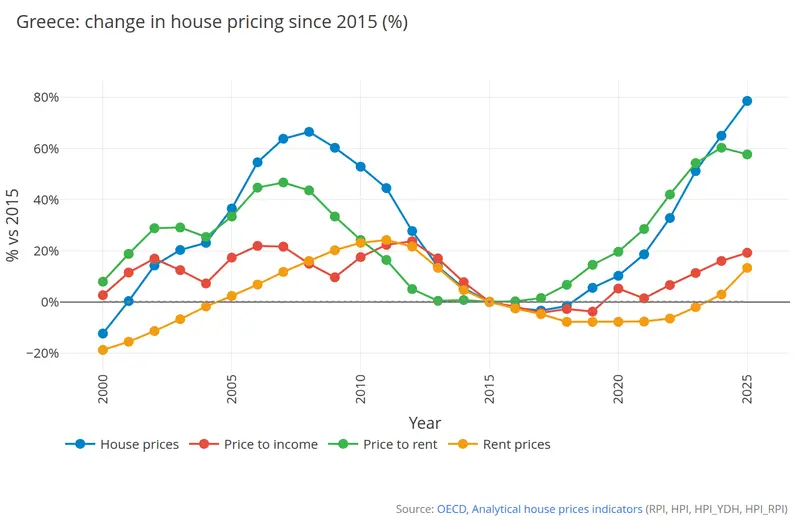 Greece: change in house pricing since 2015 (%)
80%
60%
40%
20%
0%
−20%
% vs 2015
2000
2005
2010
2015
2020
2025
Year
House prices
Price to income
Price to rent
Rent prices
Source: OECD, Analytical house prices indicators (RPI, HPI, HPI_YDH, HPI_RPI)